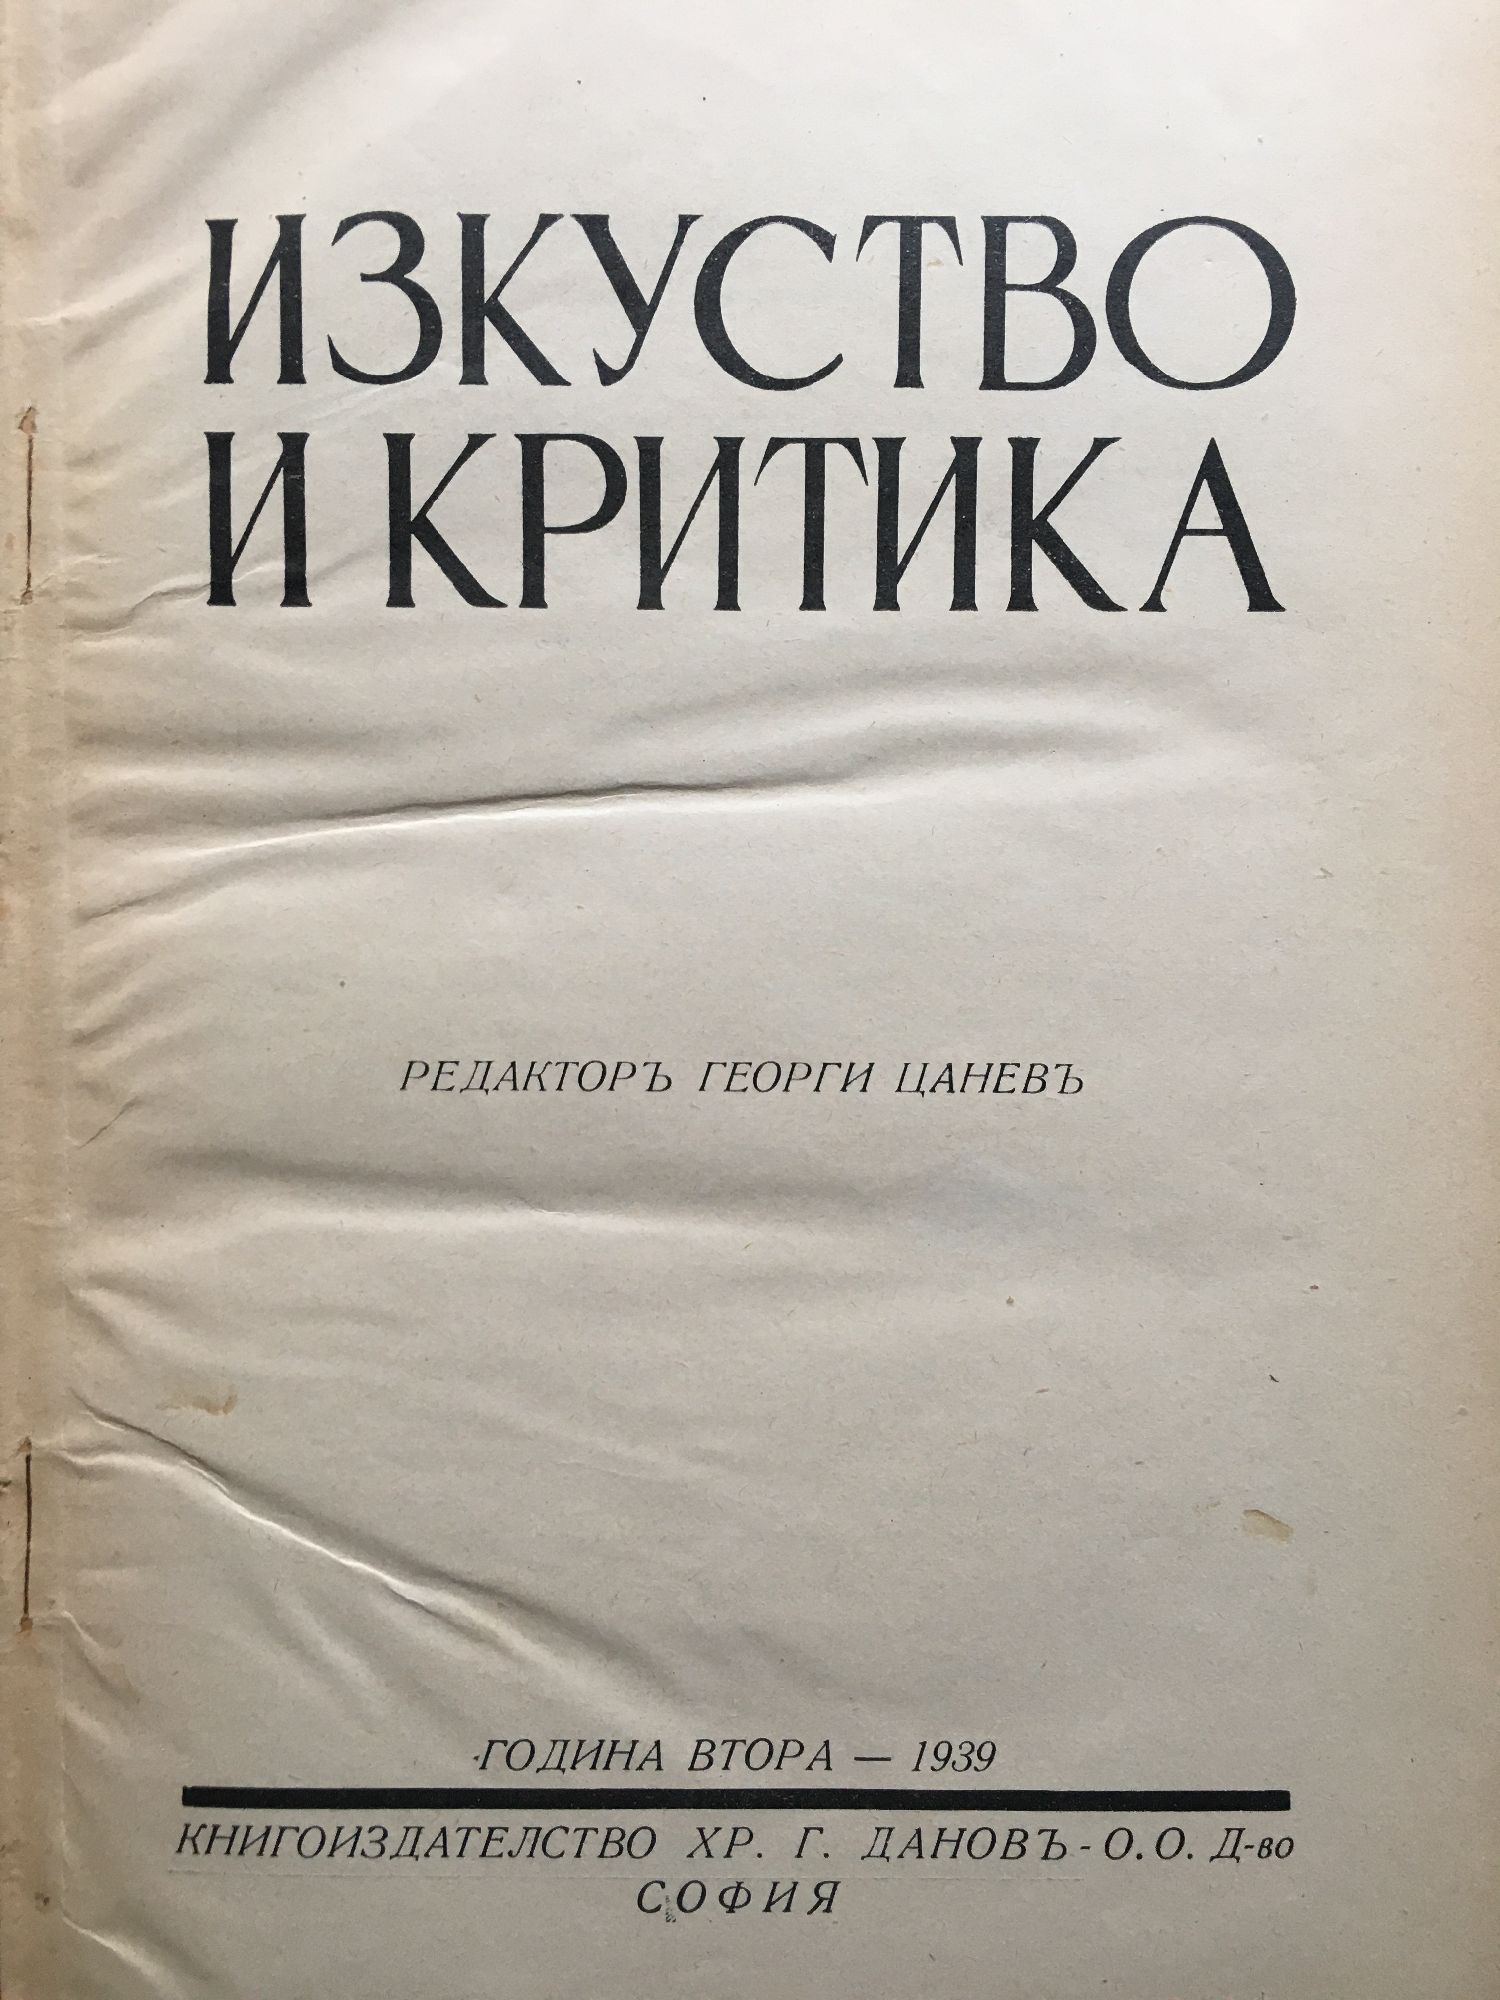 ИЗКУСТВО
И КРИТИКА
РЕДАКТОРЪ ГЕОРГИ ЦАНЕВЪ
ГОДИНА ВТОРА — 1939
КНИГОИЗДАТЕЛСТВО ХР. Г. ДАНОВЪ - О. О. Д-во
СОФИЯ